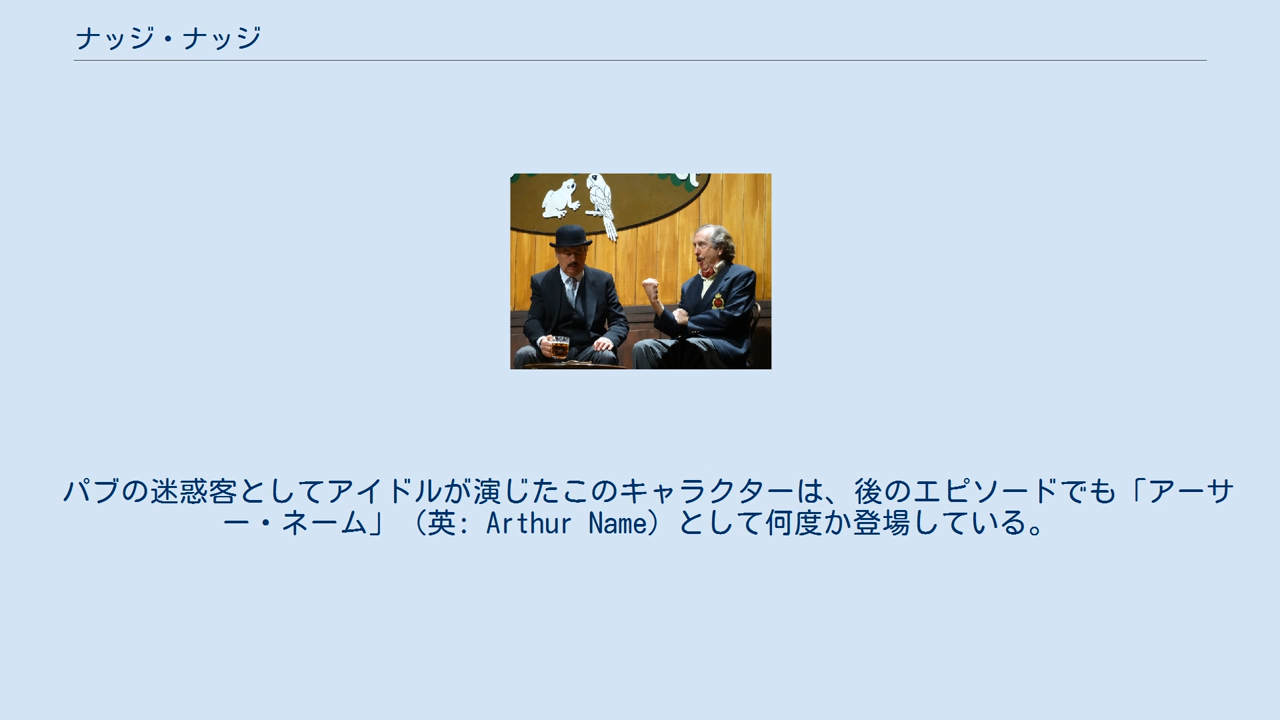 ナッジ・ナッジ
パブの迷惑客としてアイドルが演じたこのキャラクターは、後のエピソードでも「アーサ
ー・ネーム」（英: Arthur Name）として何度か登場している。